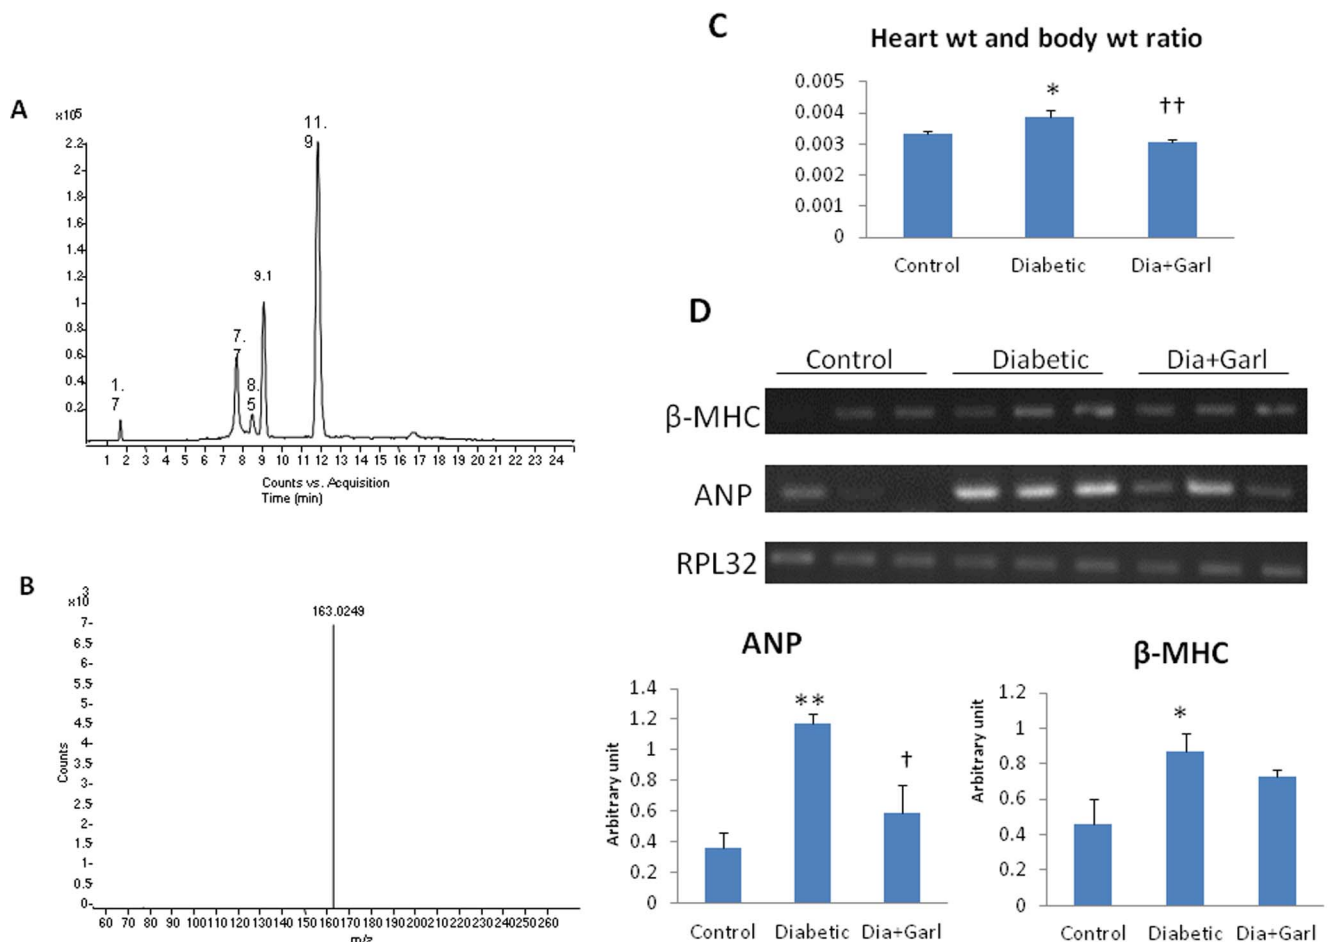 A
x10⁵
2.2
2
1.8
1.6
1.4
1.2
1
0.8
0.6
0.4
0.2
1.
7
7.
7
8.
5
9.1
11.
9
1 2 3 4 5 6 7 8 9 10 11 12 13 14 15 16 17 18 19 20 21 22 23 24
Counts vs. Acquisition
Time (min)
B
3
x10
7
6.5
6
5.5
5
4.5
4
3.5
3
2.5
2
1.5
1
0.5
0
Counts
163.0249
60 70 80 90 100 110 120 130 140 150 160 170 180 190 200 210 220 230 240 250 260
m/z
C
Heart wt and body wt ratio
0.005
0.004
0.003
0.002
0.001
0
*
††
Control Diabetic Dia+Garl
D
Control Diabetic Dia+Garl
β-MHC
ANP
RPL32
ANP
Arbitrary unit
1.4
1.2
1
0.8
0.6
0.4
0.2
0
**
†
Control Diabetic Dia+Garl
β-MHC
Arbitrary unit
1.2
1
0.8
0.6
0.4
0.2
0
*
Control Diabetic Dia+Garl